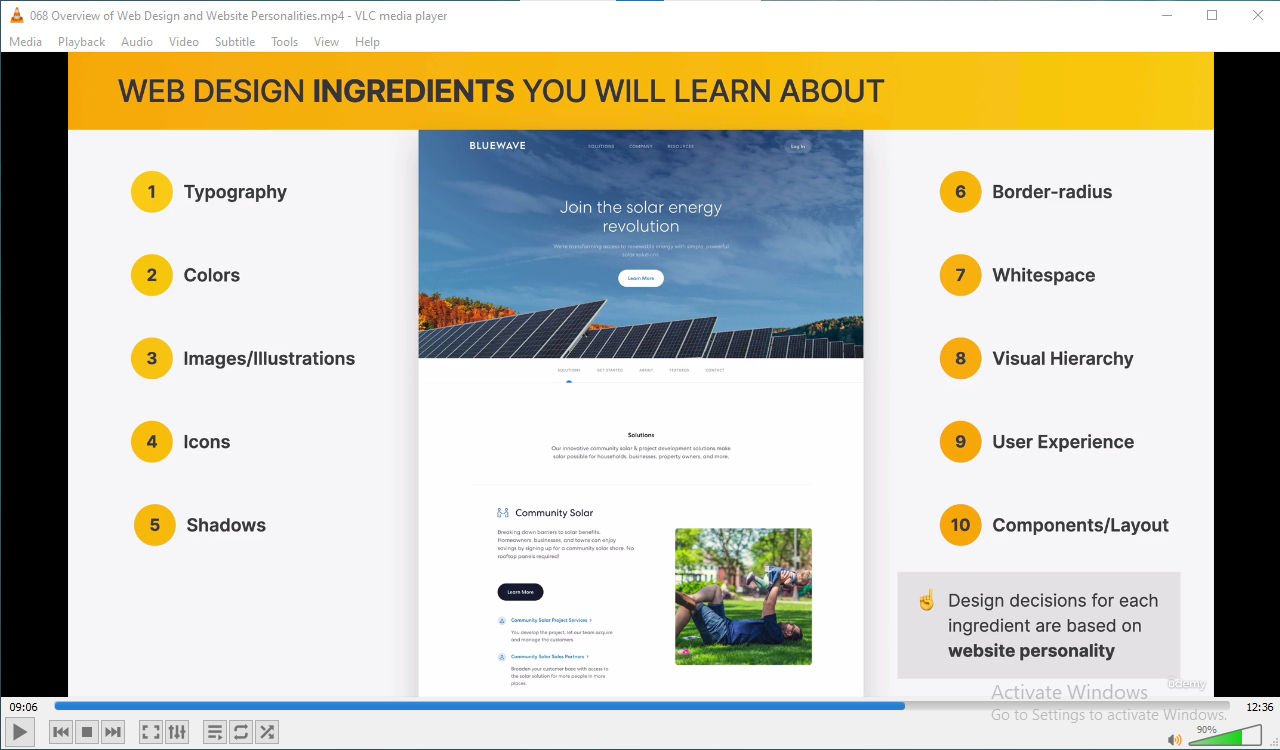 068 Overview of Web Design and Website Personalities.mp4 - VLC media player
Media Playback Audio Video Subtitle Tools View Help
WEB DESIGN INGREDIENTS YOU WILL LEARN ABOUT
1 Typography
2 Colors
3 Images/Illustrations
4 Icons
5 Shadows
BLUEWAVE
SOLUTIONS COMPANY RESOURCES
Log In
Join the solar energy
revolution
We're transforming access to renewable energy with simple, powerful
solar solutions.
Learn More
SOLUTIONS GET STARTED ABOUT FEATURED CONTACT
Solutions
Our innovative community solar & project development solutions make
solar possible for households, businesses, property owners, and more.
Community Solar
Breaking down barriers to solar benefits.
Homeowners, businesses, and towns can enjoy
savings by signing up for a community solar share. No
rooftop panels required!
Learn More
Community Solar Project Services >
You develop the project, let our team acquire
and manage the customers.
Community Solar Sales Partners >
Broaden your customer base with access to
the solar solution for more people in more
places.
6 Border-radius
7 Whitespace
8 Visual Hierarchy
9 User Experience
10 Components/Layout
Design decisions for each
ingredient are based on
website personality
Udemy
Activate Windows
Go to Settings to activate Windows.
09:06
12:36
90%